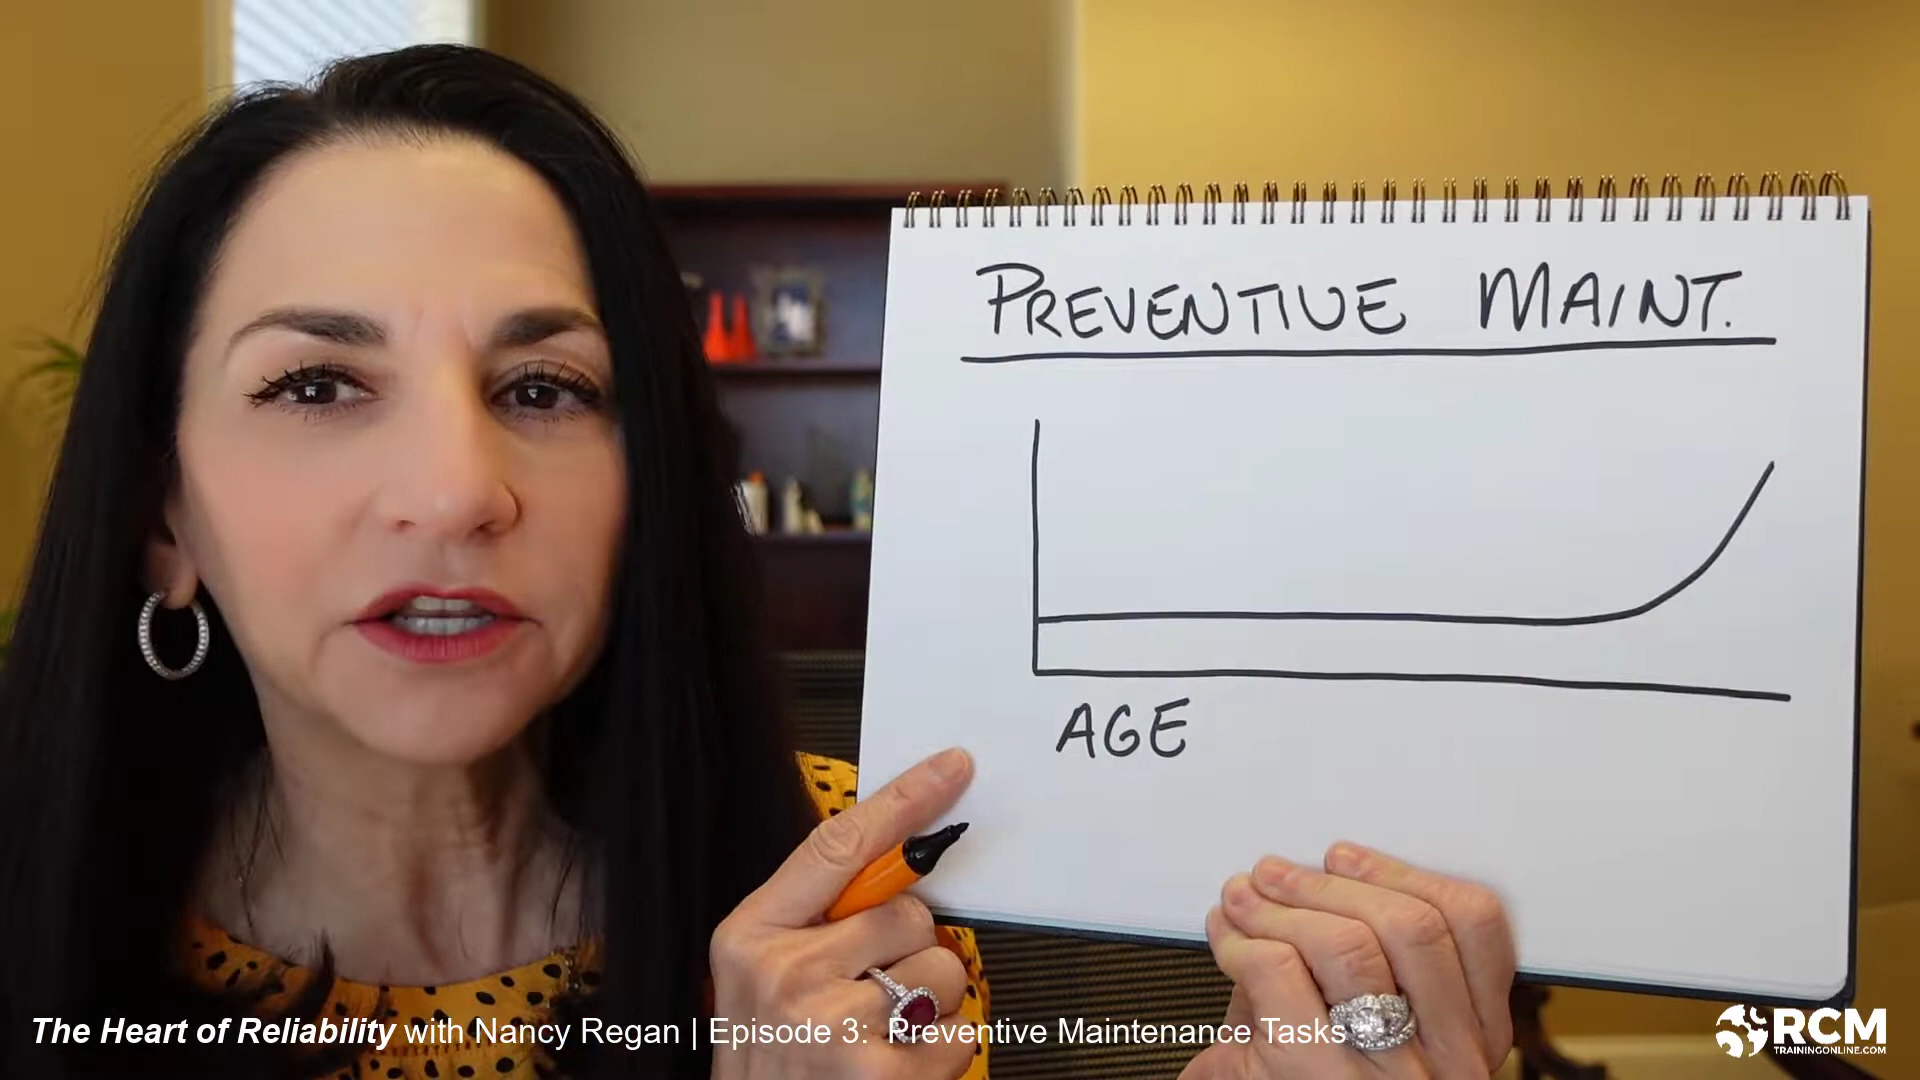 PREVENTIVE MAINT.
AGE
The Heart of Reliability with Nancy Regan | Episode 3: Preventive Maintenance Tasks
RCM
TRAININGONLINE.COM